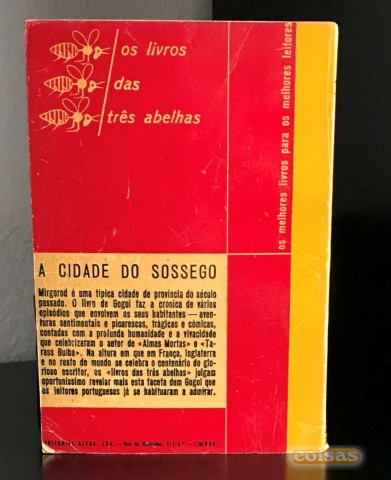 os livros
das
três abelhas
os melhores livros para os melhores leitores
A CIDADE DO SOSSEGO
Mirgorod é uma típica cidade de província do século
passado. O livro de Gogol faz a crónica de vários
episódios que envolvem os seus habitantes — aven-
turas sentimentais e picarescas, trágicas e cómicas,
contadas com a profunda humanidade e a vivacidade
que celebrizaram o autor de «Almas Mortas» e «Ta-
rass Bulba». Na altura em que em França, Inglaterra
e no resto do mundo se celebra o centenário do glo-
rioso escritor, os «livros das três abelhas» julgam
oportuníssimo revelar mais esta faceta dum Gogol que
os leitores portugueses já se habituaram a admirar.
LISBOA
coisas